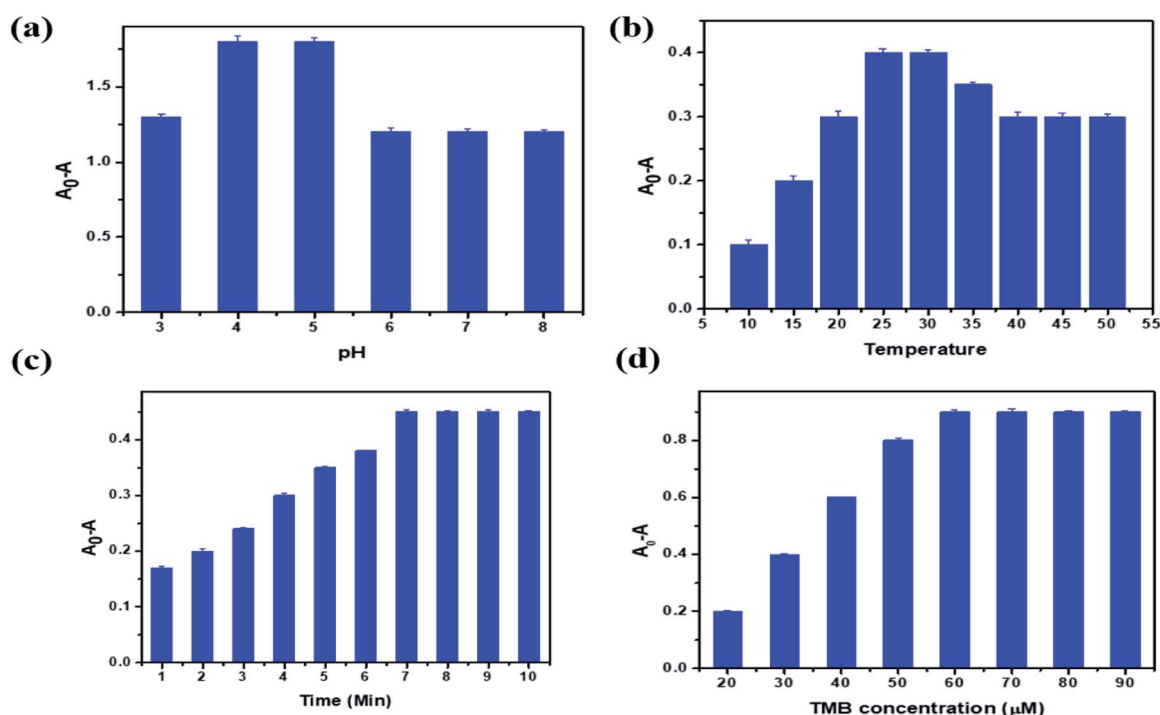 (a)
A0-A
1.5
1.0
0.5
0.0
3 4 5 6 7 8
pH
(b)
A0-A
0.4
0.3
0.2
0.1
0.0
5 10 15 20 25 30 35 40 45 50 55
Temperature
(c)
A0-A
0.4
0.3
0.2
0.1
0.0
1 2 3 4 5 6 7 8 9 10
Time (Min)
(d)
A0-A
0.8
0.6
0.4
0.2
0.0
20 30 40 50 60 70 80 90
TMB concentration (μM)